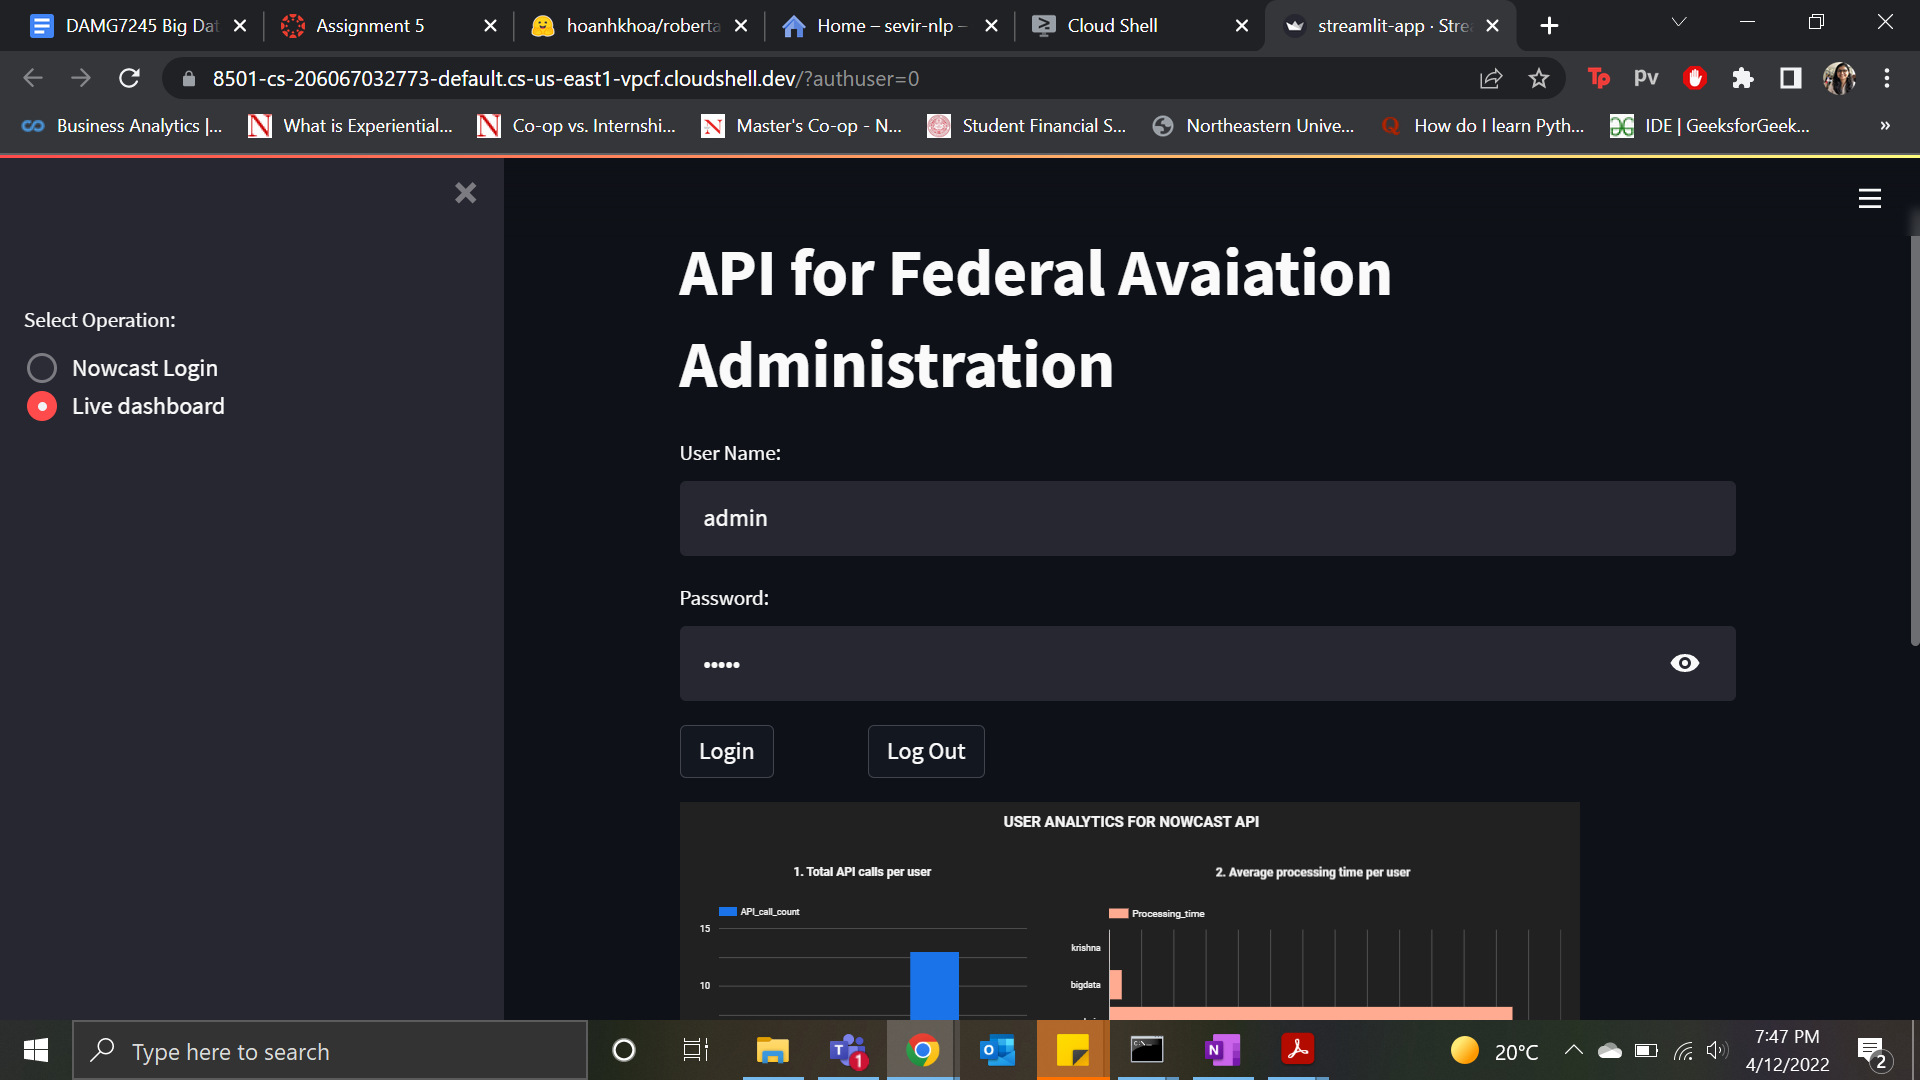 DAMG7245 Big Dat
Assignment 5
hoanhkhoa/roberta
Home – sevir-nlp –
Cloud Shell
streamlit-app · Stre
8501-cs-206067032773-default.cs-us-east1-vpcf.cloudshell.dev/?authuser=0
Tp
pv
Business Analytics |...
What is Experiential...
Co-op vs. Internshi...
Master's Co-op - N...
Student Financial S...
Northeastern Unive...
How do I learn Pyth...
IDE | GeeksforGeek...
»
Select Operation:
Nowcast Login
Live dashboard
API for Federal Avaiation
Administration
User Name:
admin
Password:
•••••
Login
Log Out
USER ANALYTICS FOR NOWCAST API
1. Total API calls per user
2. Average processing time per user
API_call_count
Processing_time
15
10
krishna
bigdata
Type here to search
1
20°C
7:47 PM
4/12/2022
2